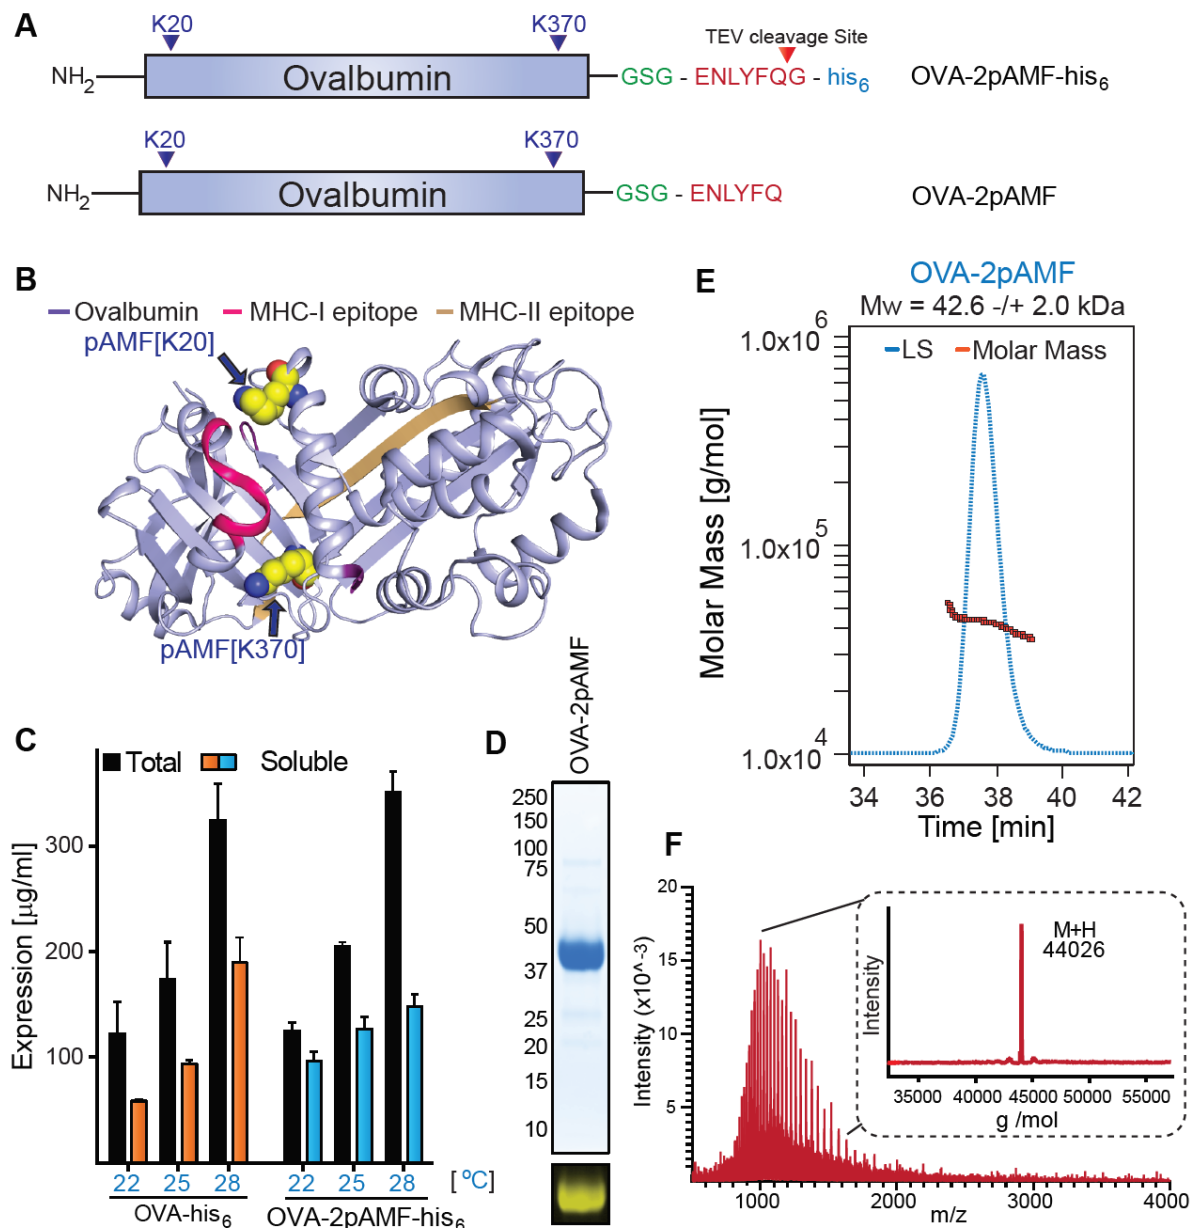 A
K20
K370
TEV cleavage Site
NH2
Ovalbumin
GSG - ENLYFQG - his6
OVA-2pAMF-his6
K20
K370
NH2
Ovalbumin
GSG - ENLYFQ
OVA-2pAMF
B
Ovalbumin
MHC-I epitope
MHC-II epitope
pAMF[K20]
pAMF[K370]
C
Total
Soluble
Expression [µg/ml]
300
200
100
22
25
28
22
25
28
[ ºC]
OVA-his6
OVA-2pAMF-his6
D
OVA-2pAMF
250
150
100
75
50
37
25
20
15
10
E
OVA-2pAMF
Mw = 42.6 -/+ 2.0 kDa
LS
Molar Mass
Molar Mass [g/mol]
1.0x10^6
1.0x10^5
1.0x10^4
34
36
38
40
42
Time [min]
F
Intensity (x10^-3)
20
15
10
5
1000
2000
3000
4000
m/z
M+H
44026
Intensity
35000
40000
45000
50000
55000
g /mol